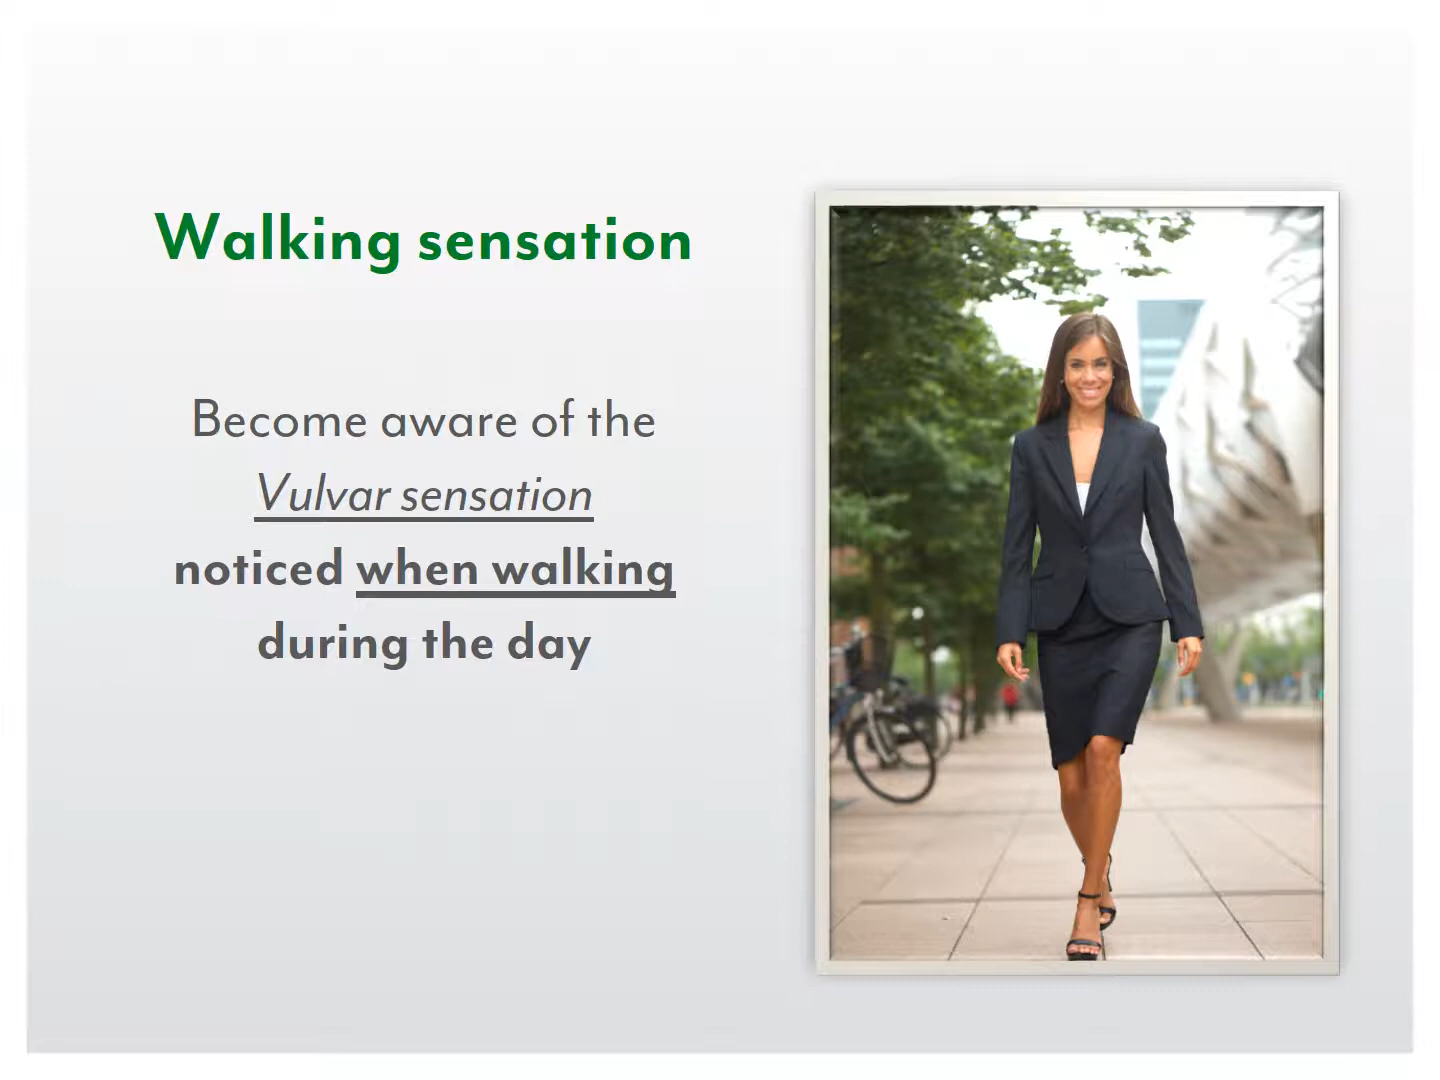 Walking sensation
Become aware of the
Vulvar sensation
noticed when walking
during the day